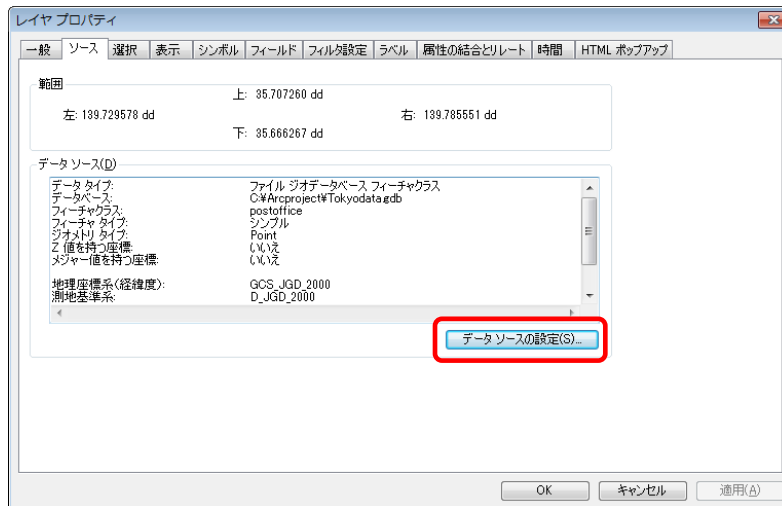 レイヤ プロパティ
一般 ソース 選択 表示 シンボル フィールド フィルタ設定 ラベル 属性の結合とリレート 時間 HTML ポップアップ
範囲
上: 35.707260 dd
左: 139.729578 dd 右: 139.785551 dd
下: 35.666267 dd
データ ソース(D)
データ タイプ: ファイル ジオデータベース フィーチャクラス
データベース: C:¥Arcproject¥Tokyodata.gdb
フィーチャクラス: postoffice
フィーチャ タイプ: シンプル
ジオメトリ タイプ: Point
Z 値を持つ座標: いいえ
メジャー値を持つ座標: いいえ
地理座標系(経緯度): GCS_JGD_2000
測地基準系: D_JGD_2000
データ ソースの設定(S)...
OK キャンセル 適用(A)